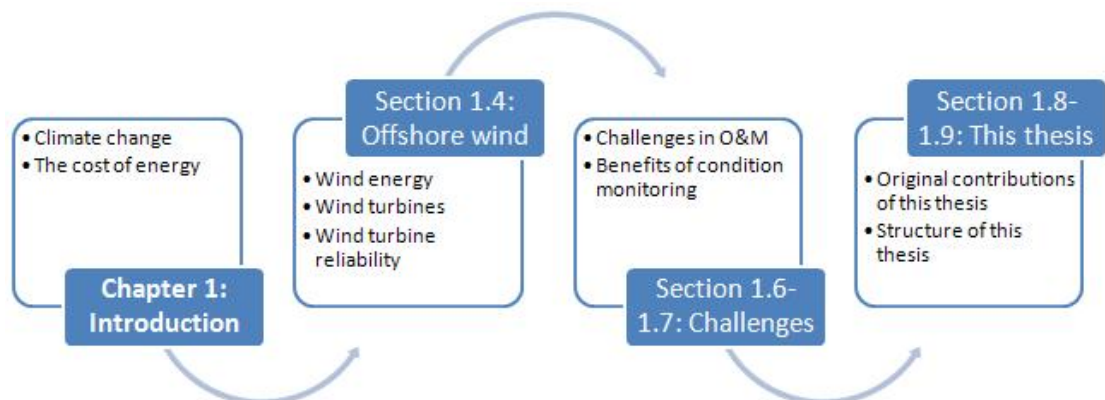 • Climate change
• The cost of energy
Chapter 1:
Introduction
Section 1.4:
Offshore wind
• Wind energy
• Wind turbines
• Wind turbine
reliability
• Challenges in O&M
• Benefits of condition
monitoring
Section 1.6-
1.7: Challenges
Section 1.8-
1.9: This thesis
• Original contributions
of this thesis
• Structure of this
thesis